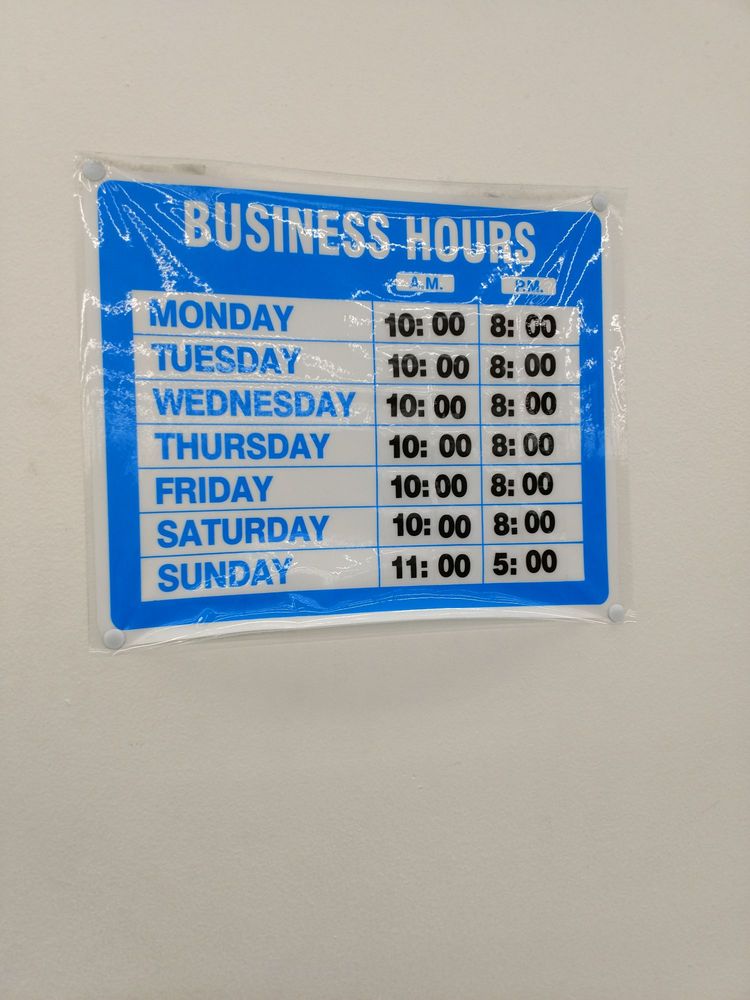 BUSINESS HOURS
A.M. P.M.
MONDAY 10: 00 8: 00
TUESDAY 10: 00 8: 00
WEDNESDAY 10: 00 8: 00
THURSDAY 10: 00 8: 00
FRIDAY 10: 00 8: 00
SATURDAY 10: 00 8: 00
SUNDAY 11: 00 5: 00